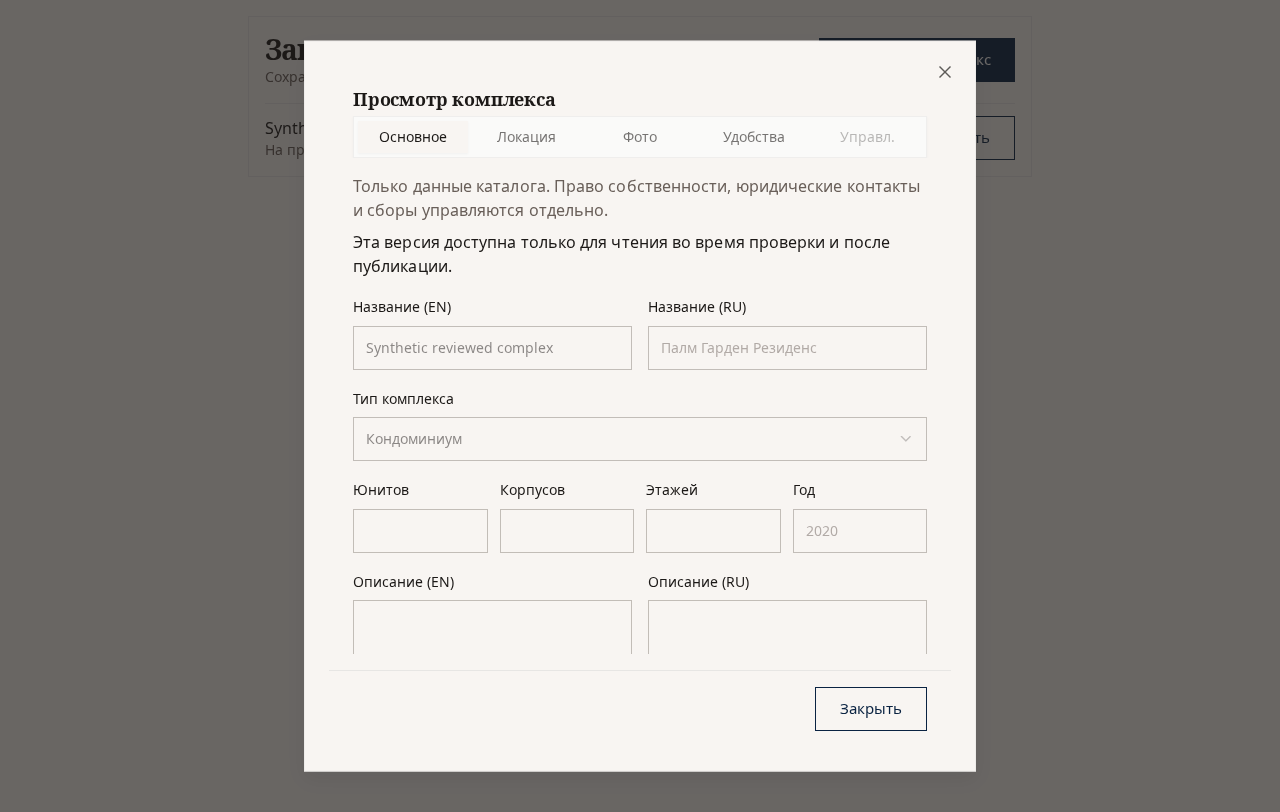 Просмотр комплекса
Основное
Локация
Фото
Удобства
Управл.
Только данные каталога. Право собственности, юридические контакты
и сборы управляются отдельно.
Эта версия доступна только для чтения во время проверки и после
публикации.
Название (EN)
Название (RU)
Synthetic reviewed complex
Палм Гарден Резиденс
Тип комплекса
Кондоминиум
Юнитов
Корпусов
Этажей
Год
2020
Описание (EN)
Описание (RU)
Закрыть